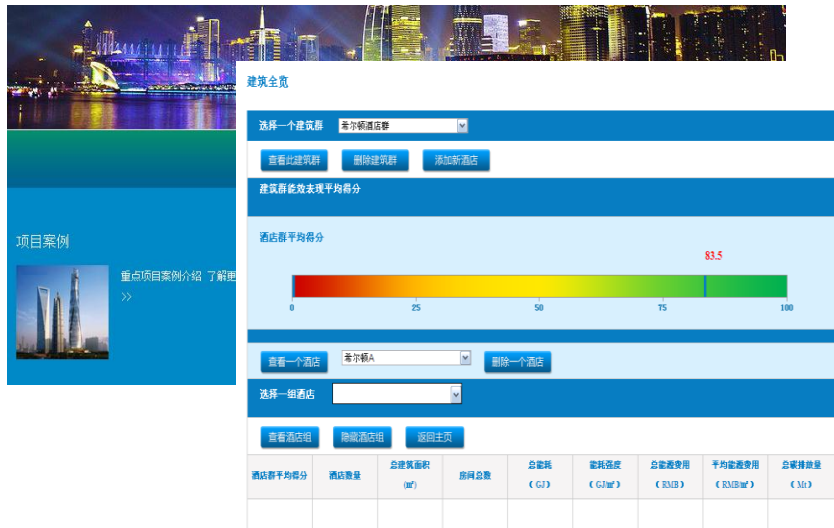 建筑全览
选择一个建筑群 希尔顿酒店群
查看此建筑群 删除建筑群 添加新酒店
建筑群能效表现平均得分
项目案例
重点项目案例介绍 了解更
>>
酒店群平均得分
83.5
0 25 50 75 100
查看一个酒店 希尔顿A 删除一个酒店
选择一组酒店
查看酒店组 隐藏酒店组 返回主页
酒店群平均得分 酒店数量 总建筑面积 房间总数 总能耗 能耗强度 总能源费用 平均能源费用 总碳排放量
(㎡) (GJ) (GJ/㎡) (RMB) (RMB/㎡) (Mt)